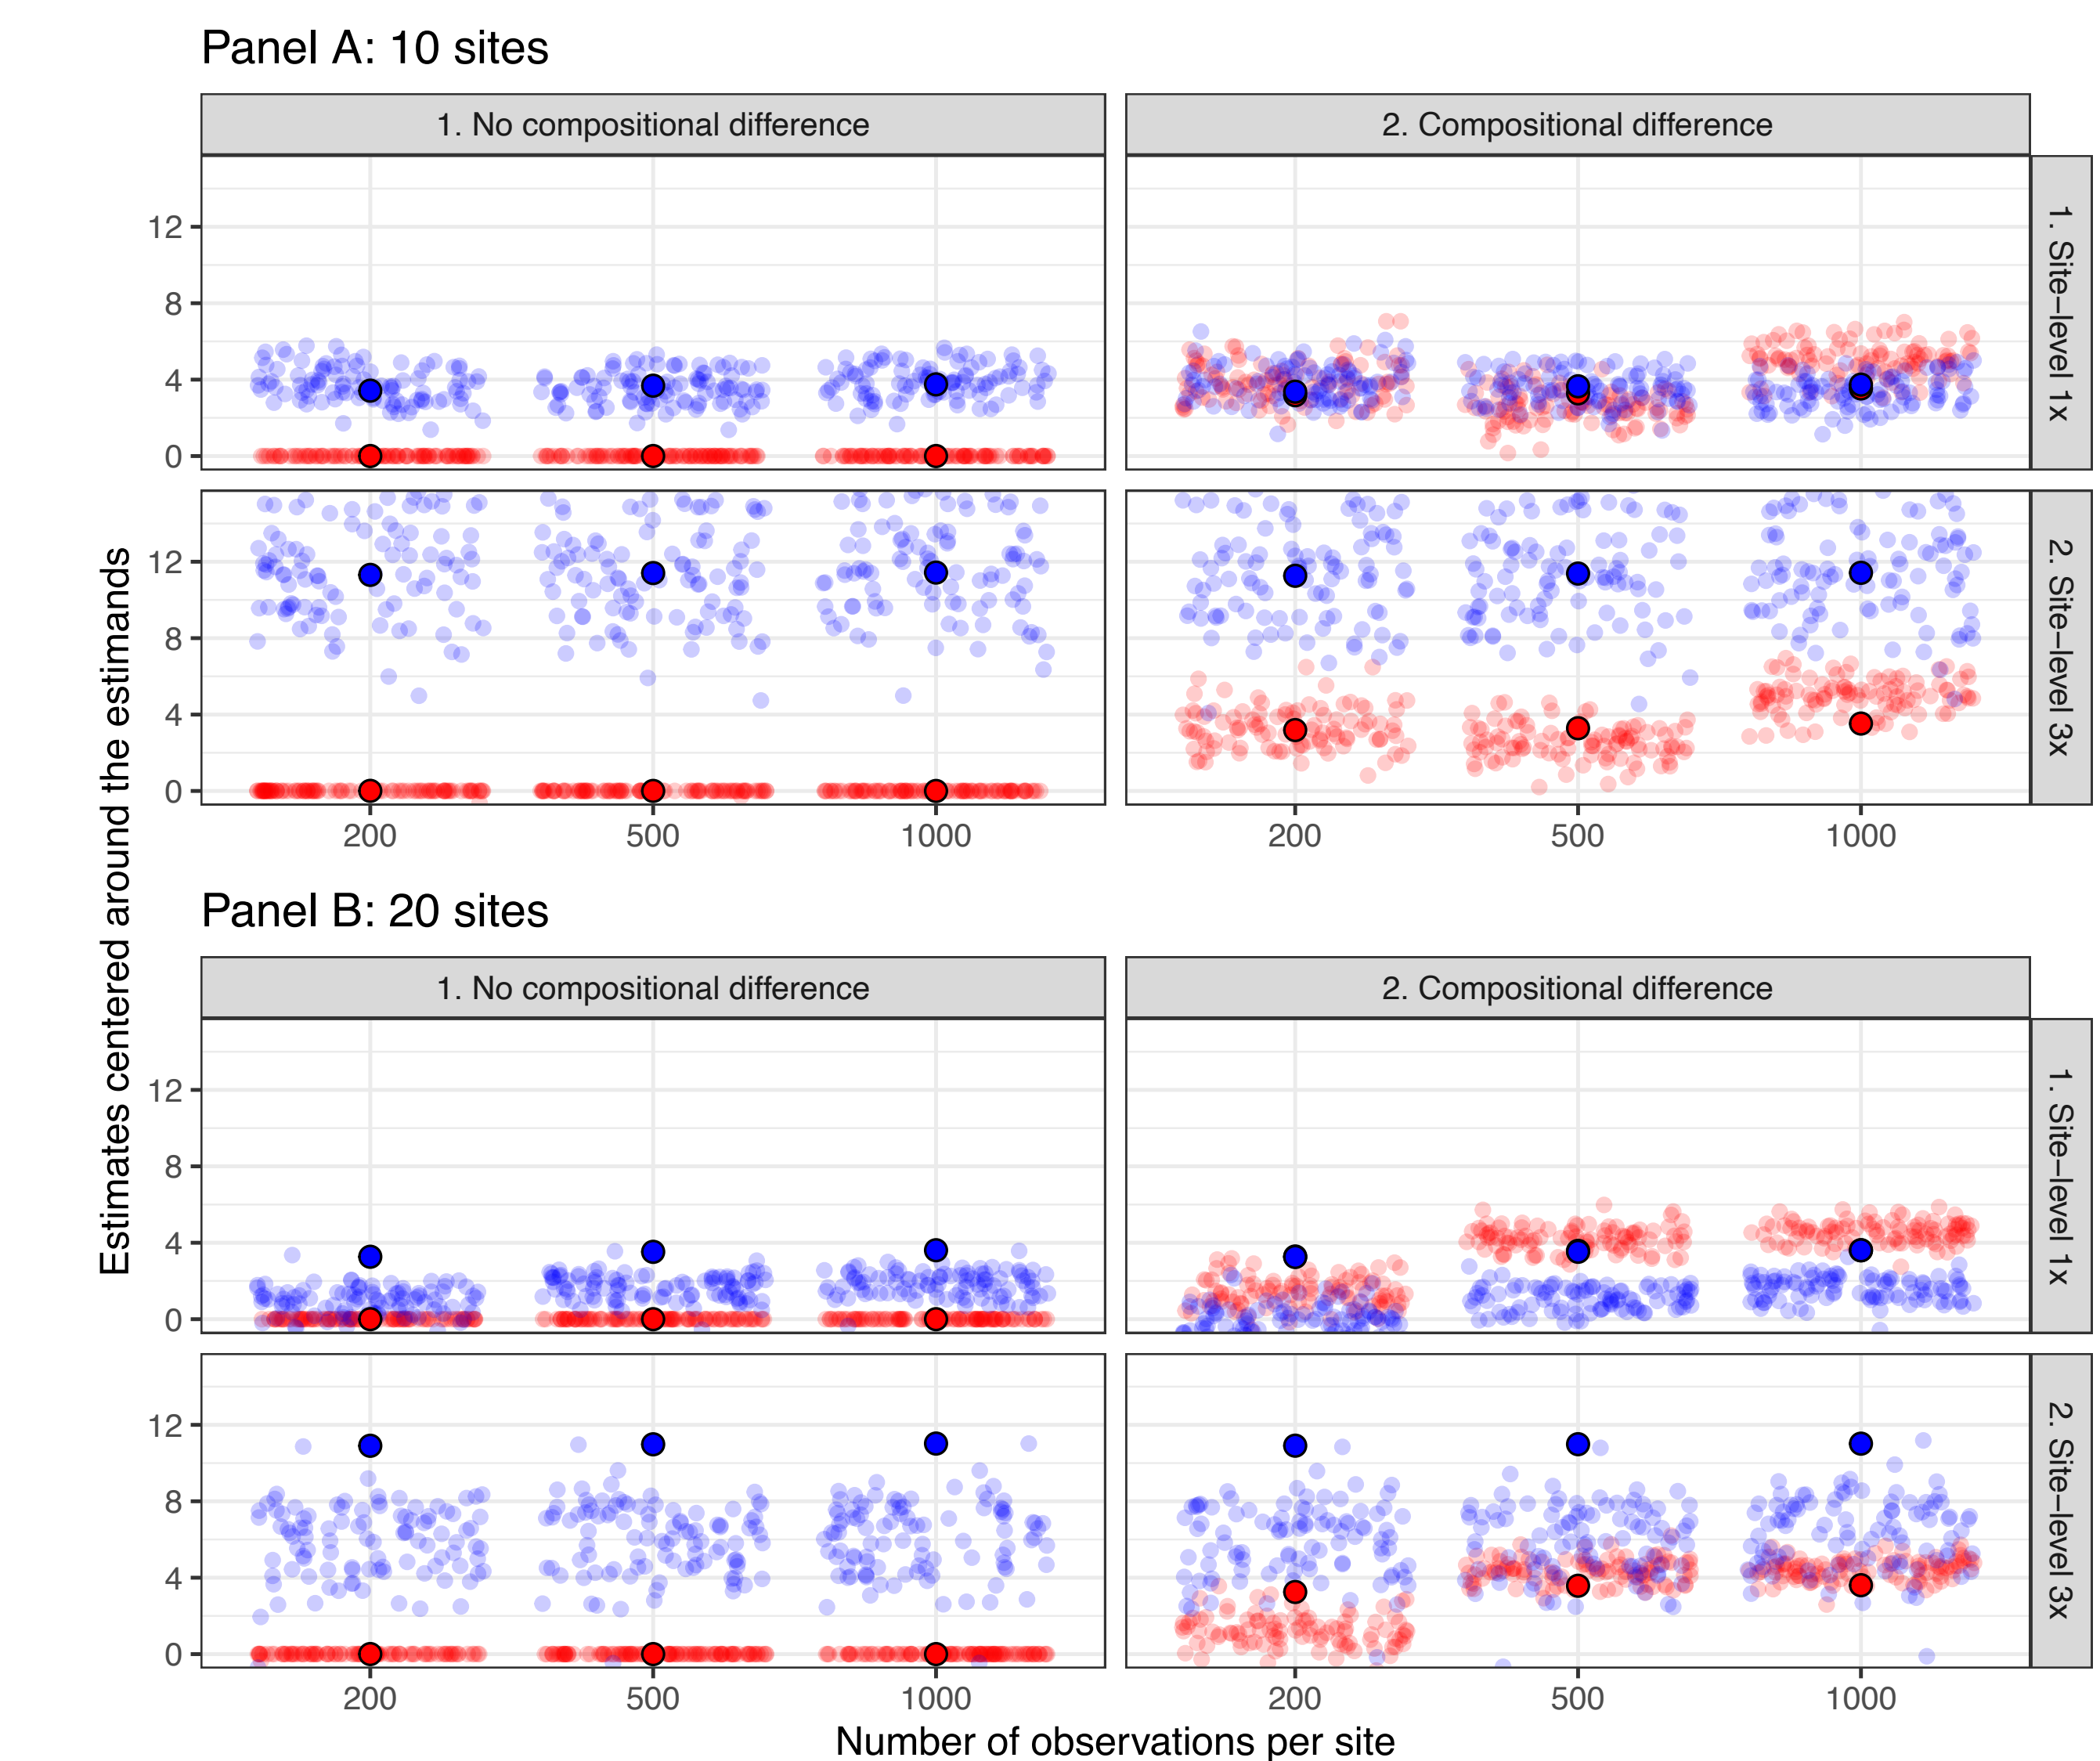 Panel A: 10 sites
1. No compositional difference
2. Compositional difference
12
8
4
0
1. Site−level 1x
12
8
4
0
2. Site−level 3x
200
500
1000
200
500
1000
Estimates centered around the estimands
Panel B: 20 sites
1. No compositional difference
2. Compositional difference
12
8
4
0
1. Site−level 1x
12
8
4
0
2. Site−level 3x
200
500
1000
200
500
1000
Number of observations per site